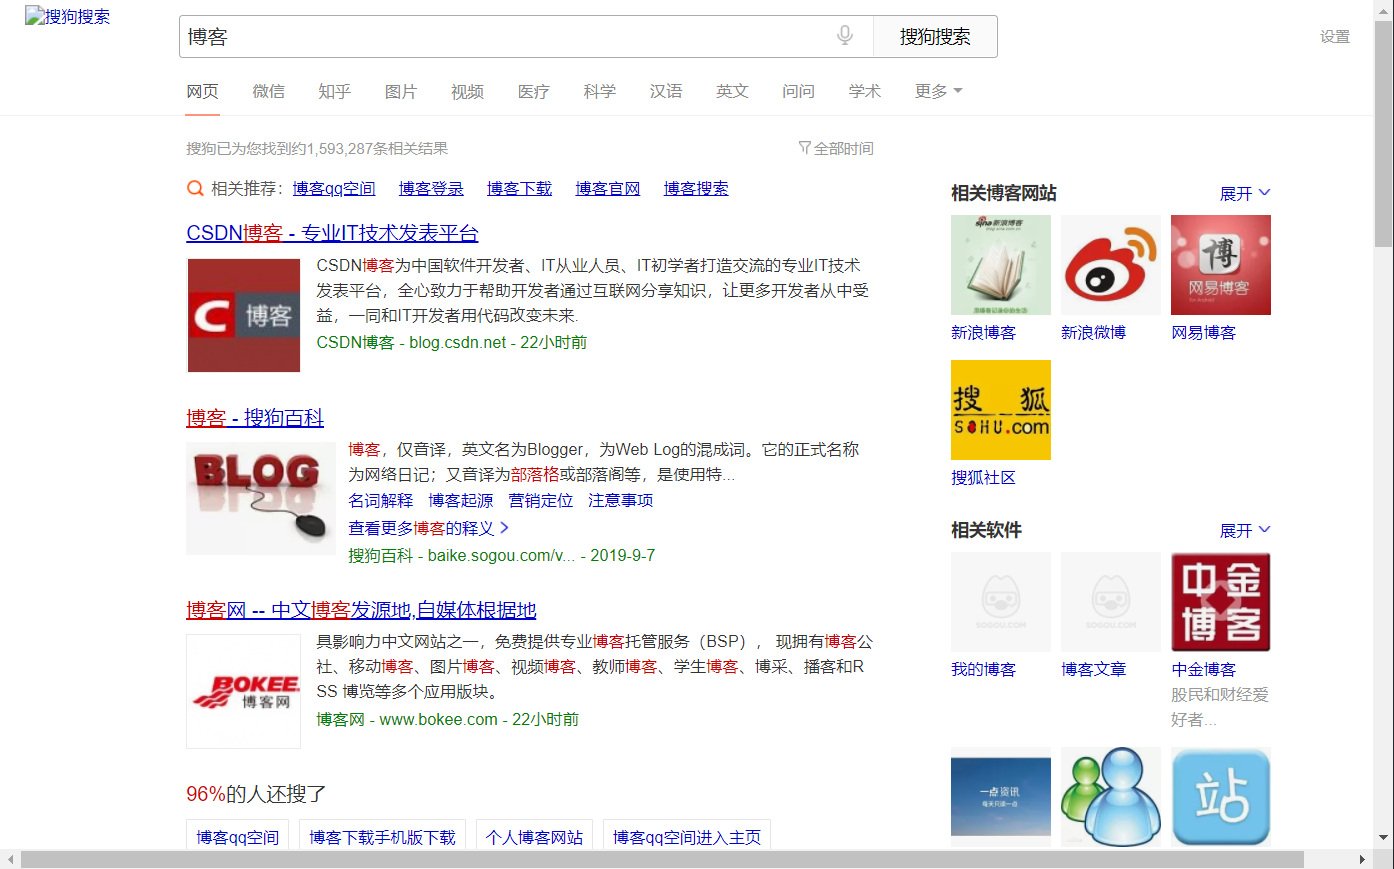 搜狗搜索
博客
搜狗搜索
设置
网页 微信 知乎 图片 视频 医疗 科学 汉语 英文 问问 学术 更多
搜狗已为您找到约1,593,287条相关结果
全部时间
相关推荐： 博客qq空间 博客登录 博客下载 博客官网 博客搜索
CSDN博客 - 专业IT技术发表平台
C 博客
CSDN博客为中国软件开发者、IT从业人员、IT初学者打造交流的专业IT技术
发表平台，全心致力于帮助开发者通过互联网分享知识，让更多开发者从中受
益，一同和IT开发者用代码改变未来.
CSDN博客 - blog.csdn.net - 22小时前
博客 - 搜狗百科
BLOG
博客，仅音译，英文名为Blogger，为Web Log的混成词。它的正式名称
为网络日记；又音译为部落格或部落阁等，是使用特...
名词解释 博客起源 营销定位 注意事项
查看更多博客的释义
搜狗百科 - baike.sogou.com/v... - 2019-9-7
博客网 -- 中文博客发源地,自媒体根据地
BOKEE
博客网
具影响力中文网站之一，免费提供专业博客托管服务（BSP）， 现拥有博客公
社、移动博客、图片博客、视频博客、教师博客、学生博客、博采、播客和R
SS 博览等多个应用版块。
博客网 - www.bokee.com - 22小时前
96%的人还搜了
博客qq空间 博客下载手机版下载 个人博客网站 博客qq空间进入主页
相关博客网站 展开
sina新浪博客
博
网易博客
for Android
新浪博客 新浪微博 网易博客
搜 狐
SOHU.com
搜狐社区
相关软件 展开
SOGOU.COM
SOGOU.COM
中金
博客
我的博客 博客文章 中金博客
股民和财经爱
好者...
一点资讯
每天只读一点
站